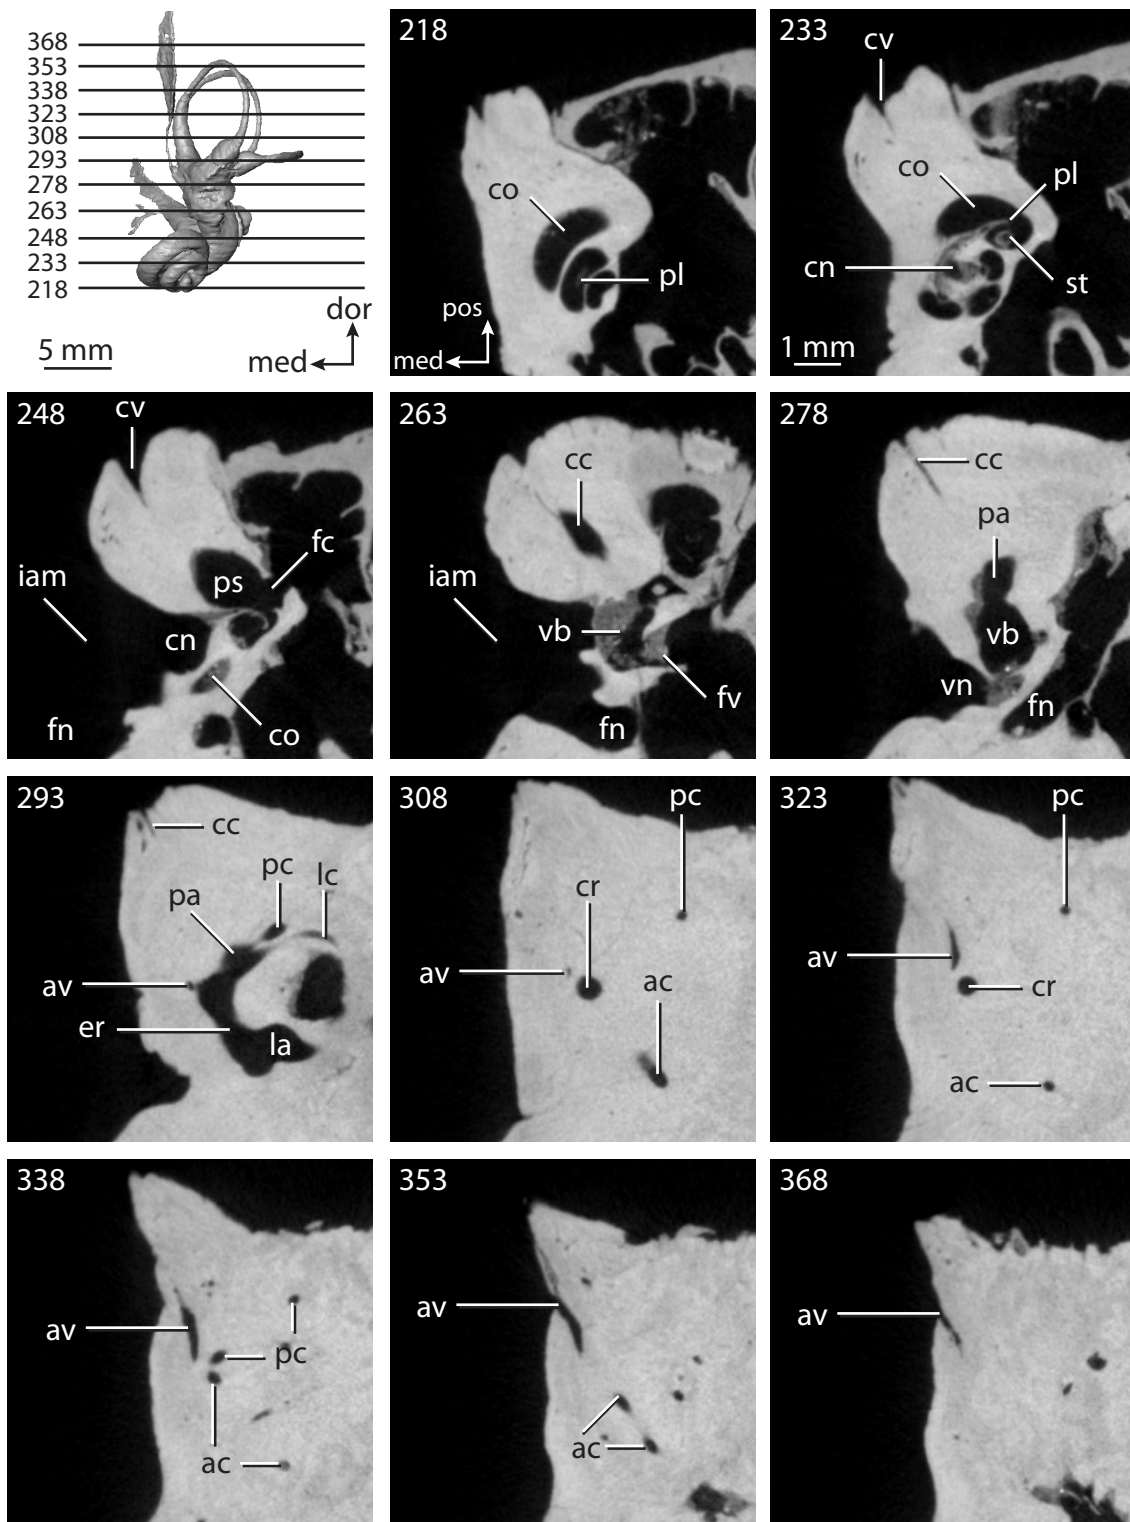 368
353
338
323
308
293
278
263
248
233
218
dor
med
5 mm
218
co
pl
pos
med
233
cv
co
pl
cn
st
1 mm
248
cv
fc
iam
ps
cn
fn
co
263
cc
iam
vb
fv
fn
278
cc
pa
vb
vn
fn
293
cc
pc
lc
pa
av
er
la
308
pc
cr
av
ac
323
pc
av
cr
ac
338
av
pc
ac
353
av
ac
368
av